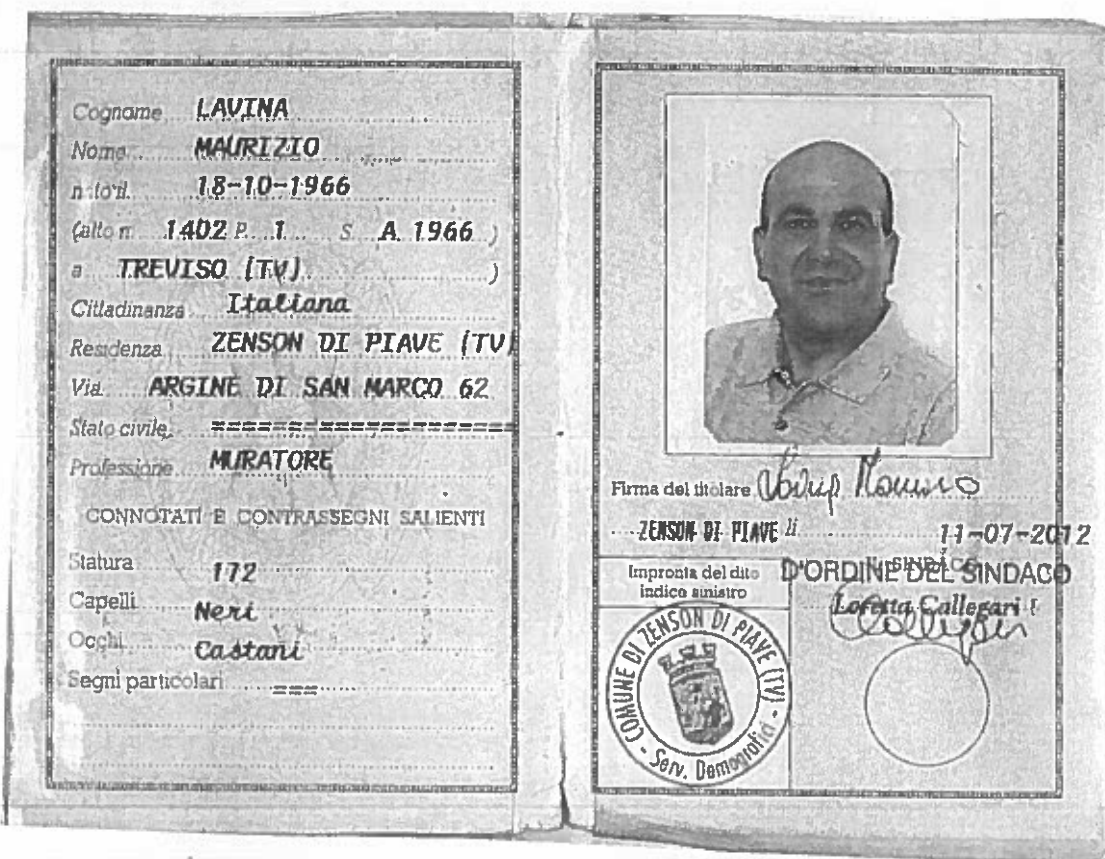 Cognome LAVINA
Nome MAURIZIO
nato il 18-10-1966
(atto n. 1402 P. 1 S. A 1966 )
a TREVISO (TV) )
Cittadinanza Italiana
Residenza ZENSON DI PIAVE (TV)
Via ARGINE DI SAN MARCO 62
Stato civile ====================
Professione MURATORE
CONNOTATI E CONTRASSEGNI SALIENTI
Statura 172
Capelli Neri
Occhi Castani
Segni particolari ===
Firma del titolare
ZENSON DI PIAVE li 11-07-2012
Impronta del dito
indice sinistro
IL SINDACO
D'ORDINE DEL SINDACO
Loretta Callegari
COMUNE DI ZENSON DI PIAVE (TV) - Serv. Demografici -